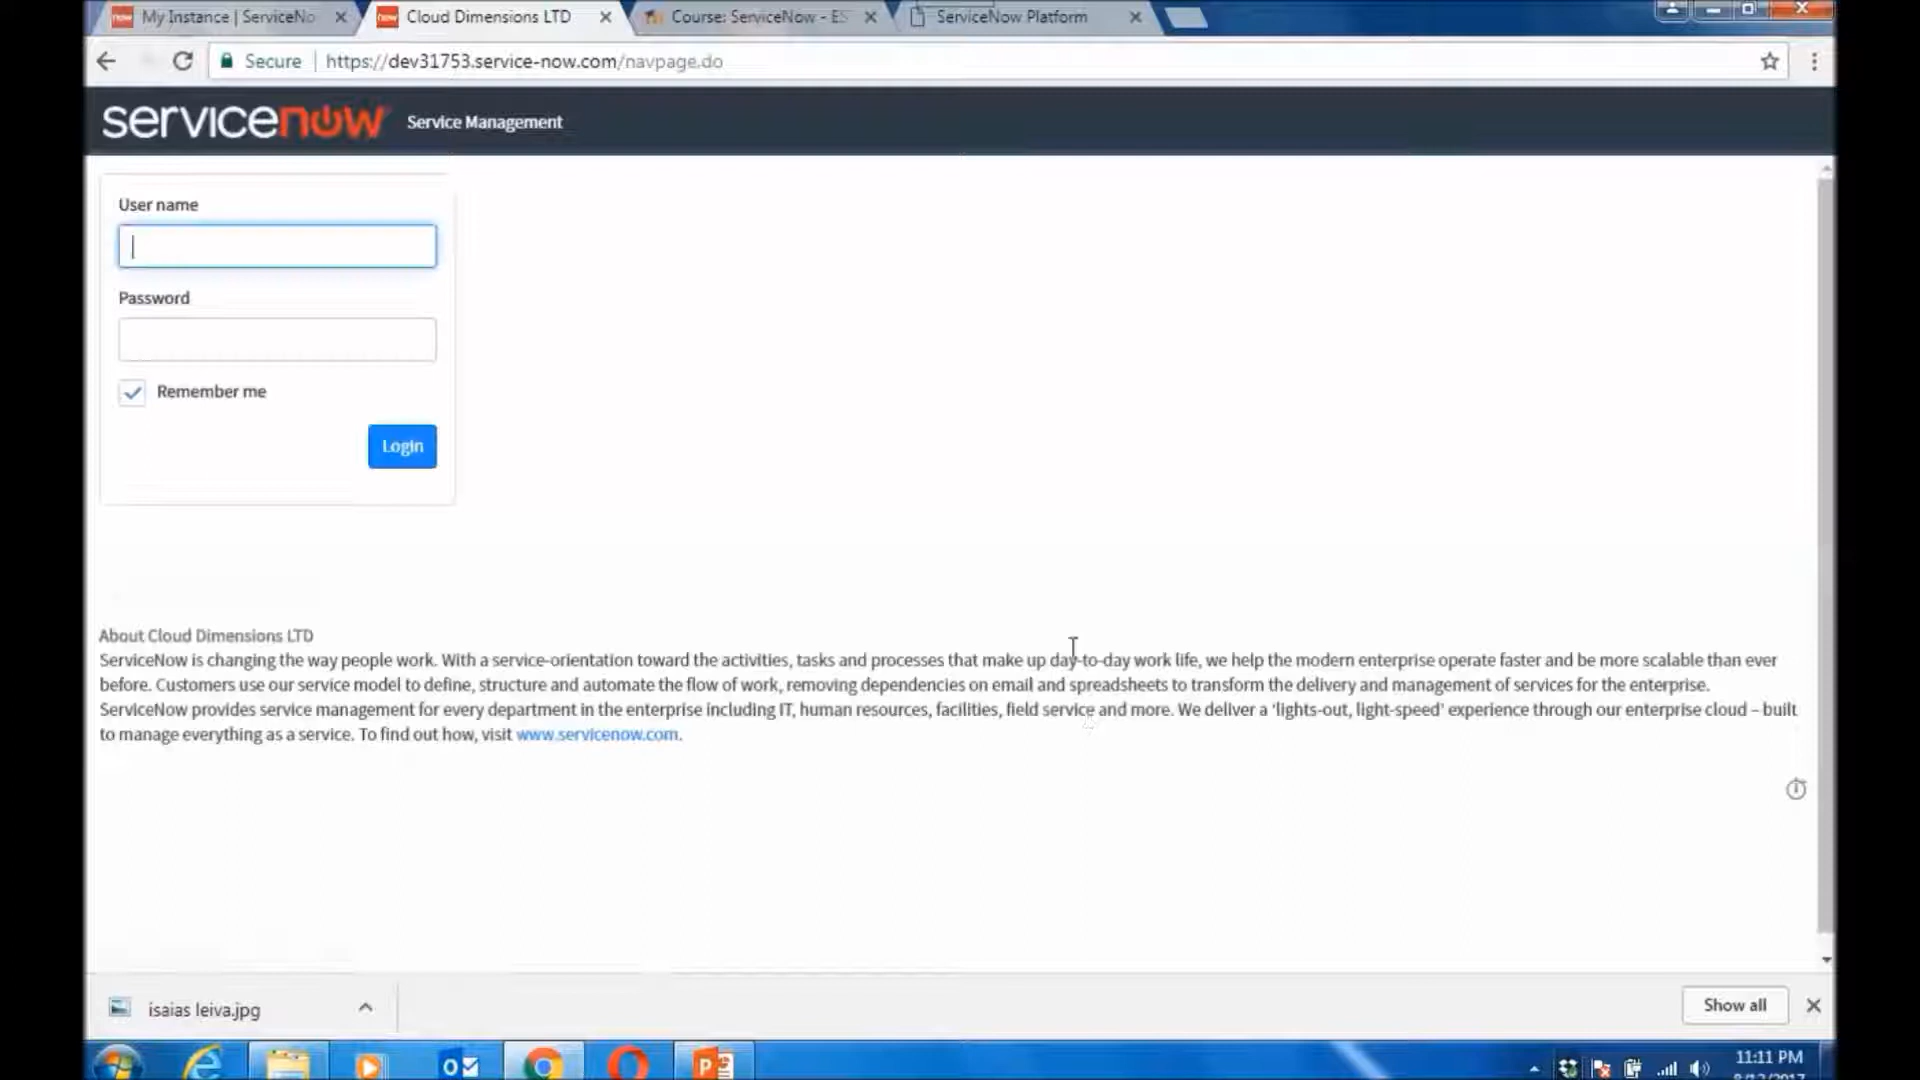 My Instance | ServiceNo
Cloud Dimensions LTD
Course: ServiceNow - ES
ServiceNow Platform
Secure
https://dev31753.service-now.com/navpage.do
servicenow
Service Management
User name
Password
Remember me
Login
About Cloud Dimensions LTD
ServiceNow is changing the way people work. With a service-orientation toward the activities, tasks and processes that make up day-to-day work life, we help the modern enterprise operate faster and be more scalable than ever
before. Customers use our service model to define, structure and automate the flow of work, removing dependencies on email and spreadsheets to transform the delivery and management of services for the enterprise.
ServiceNow provides service management for every department in the enterprise including IT, human resources, facilities, field service and more. We deliver a 'lights-out, light-speed' experience through our enterprise cloud – built
to manage everything as a service. To find out how, visit www.servicenow.com.
isaias leiva.jpg
Show all
11:11 PM